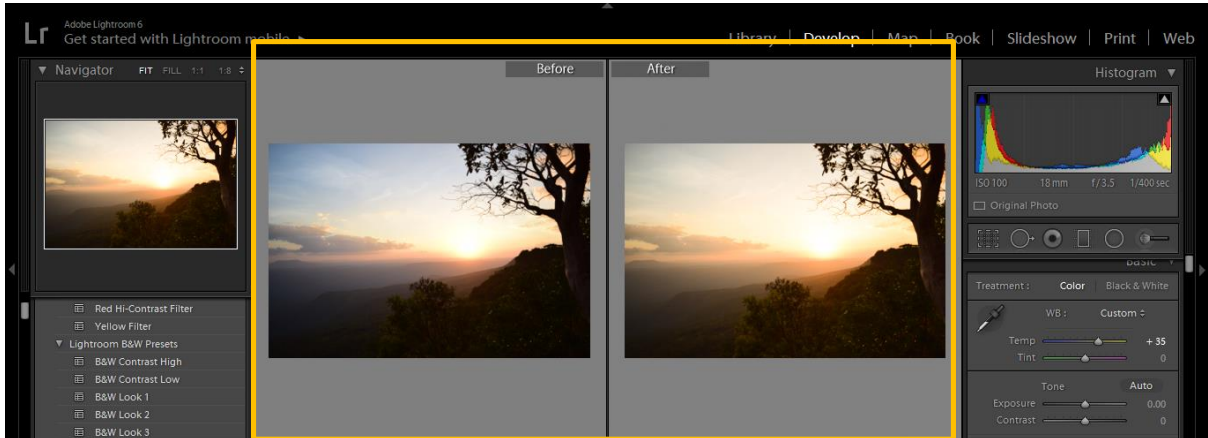 Lr
Adobe Lightroom 6
Get started with Lightroom mobile ▸
Library | Develop | Map | Book | Slideshow | Print | Web
▼ Navigator FIT FILL 1:1 1:8
Before After
Histogram ▼
ISO 100 18 mm f/3.5 1/400 sec
Original Photo
Basic
Treatment : Color | Black & White
WB : Custom
Temp + 35
Tint 0
Tone Auto
Exposure 0.00
Contrast 0
Red Hi-Contrast Filter
Yellow Filter
▼ Lightroom B&W Presets
B&W Contrast High
B&W Contrast Low
B&W Look 1
B&W Look 2
B&W Look 3